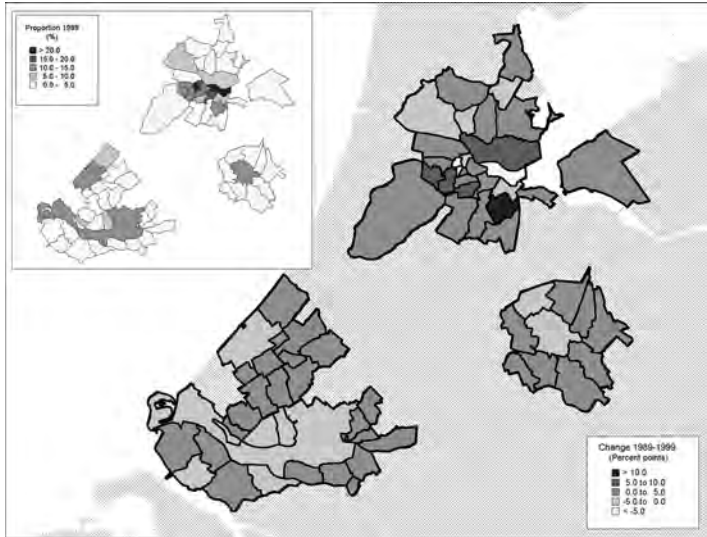 Proportion 1999
(%)
> 20.0
15.0 - 20.0
10.0 - 15.0
5.0 - 10.0
0.0 - 5.0
Change 1989-1999
(Percent points)
> 10.0
5.0 to 10.0
0.0 to 5.0
-5.0 to 0.0
< -5.0